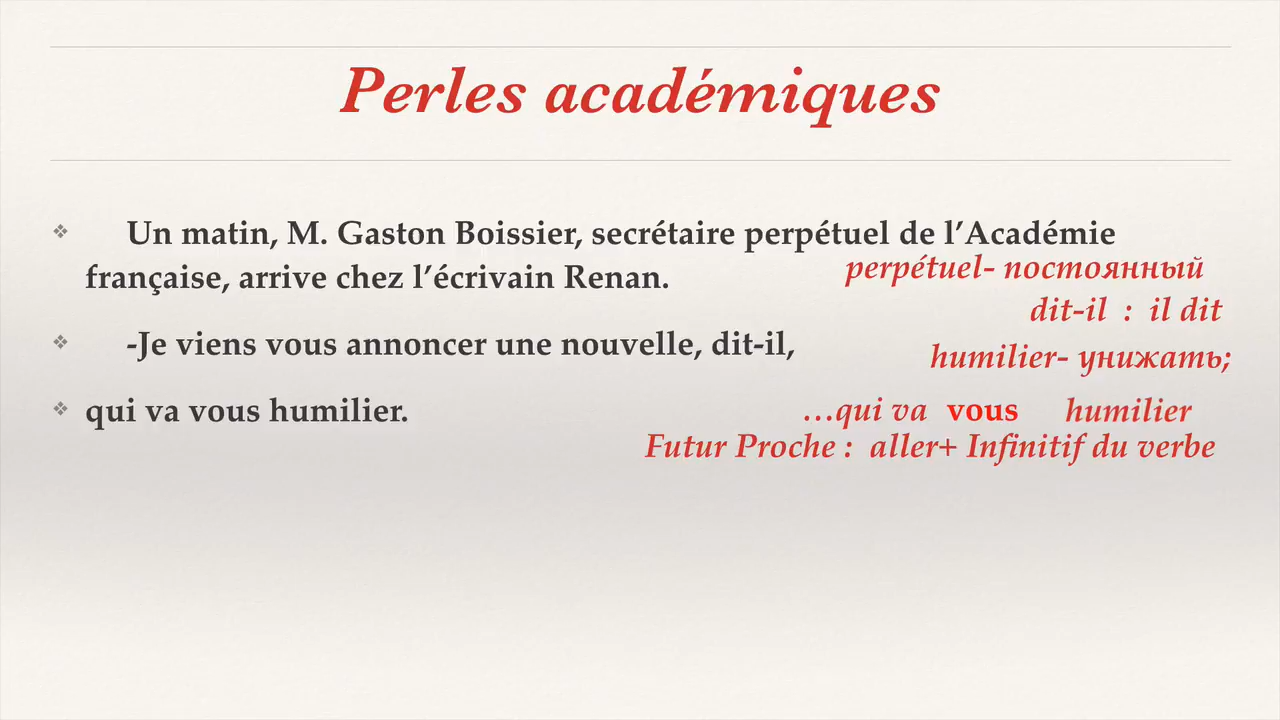 Perles académiques
Un matin, M. Gaston Boissier, secrétaire perpétuel de l’Académie
française, arrive chez l’écrivain Renan.
perpétuel- постоянный
dit-il : il dit
-Je viens vous annoncer une nouvelle, dit-il,
humilier- унижать;
qui va vous humilier.
…qui va vous humilier
Futur Proche : aller+ Infinitif du verbe